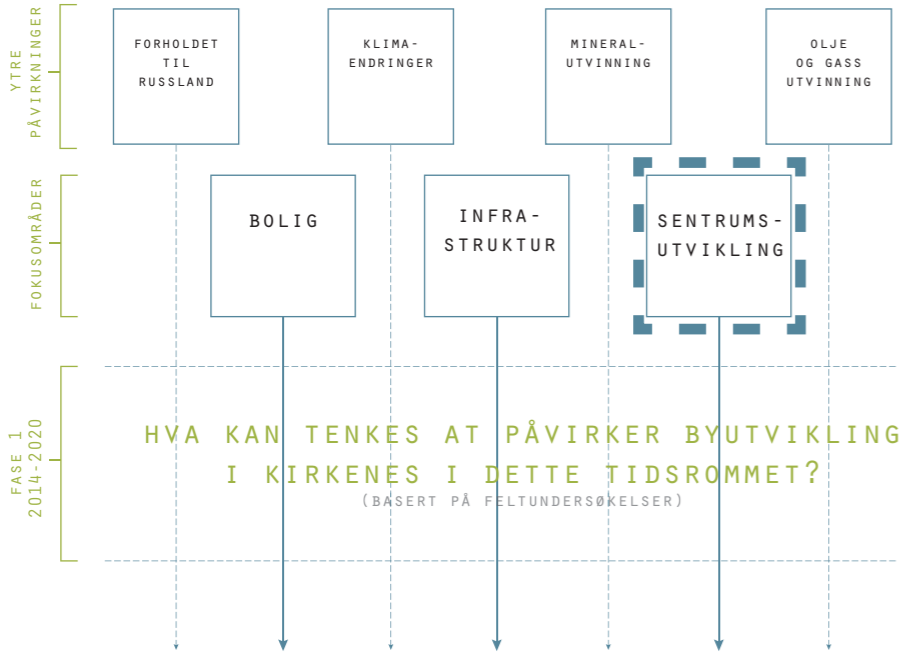 YTRE
PÅVIRKNINGER
FORHOLDET
TIL
RUSSLAND
KLIMA-
ENDRINGER
MINERAL-
UTVINNING
OLJE
OG GASS
UTVINNING
FOKUSOMRÅDER
BOLIG
INFRA-
STRUKTUR
SENTRUMS-
UTVIKLING
FASE 1
2014-2020
HVA KAN TENKES AT PÅVIRKER BYUTVIKLING
I KIRKENES I DETTE TIDSROMMET?
(BASERT PÅ FELTUNDERSØKELSER)